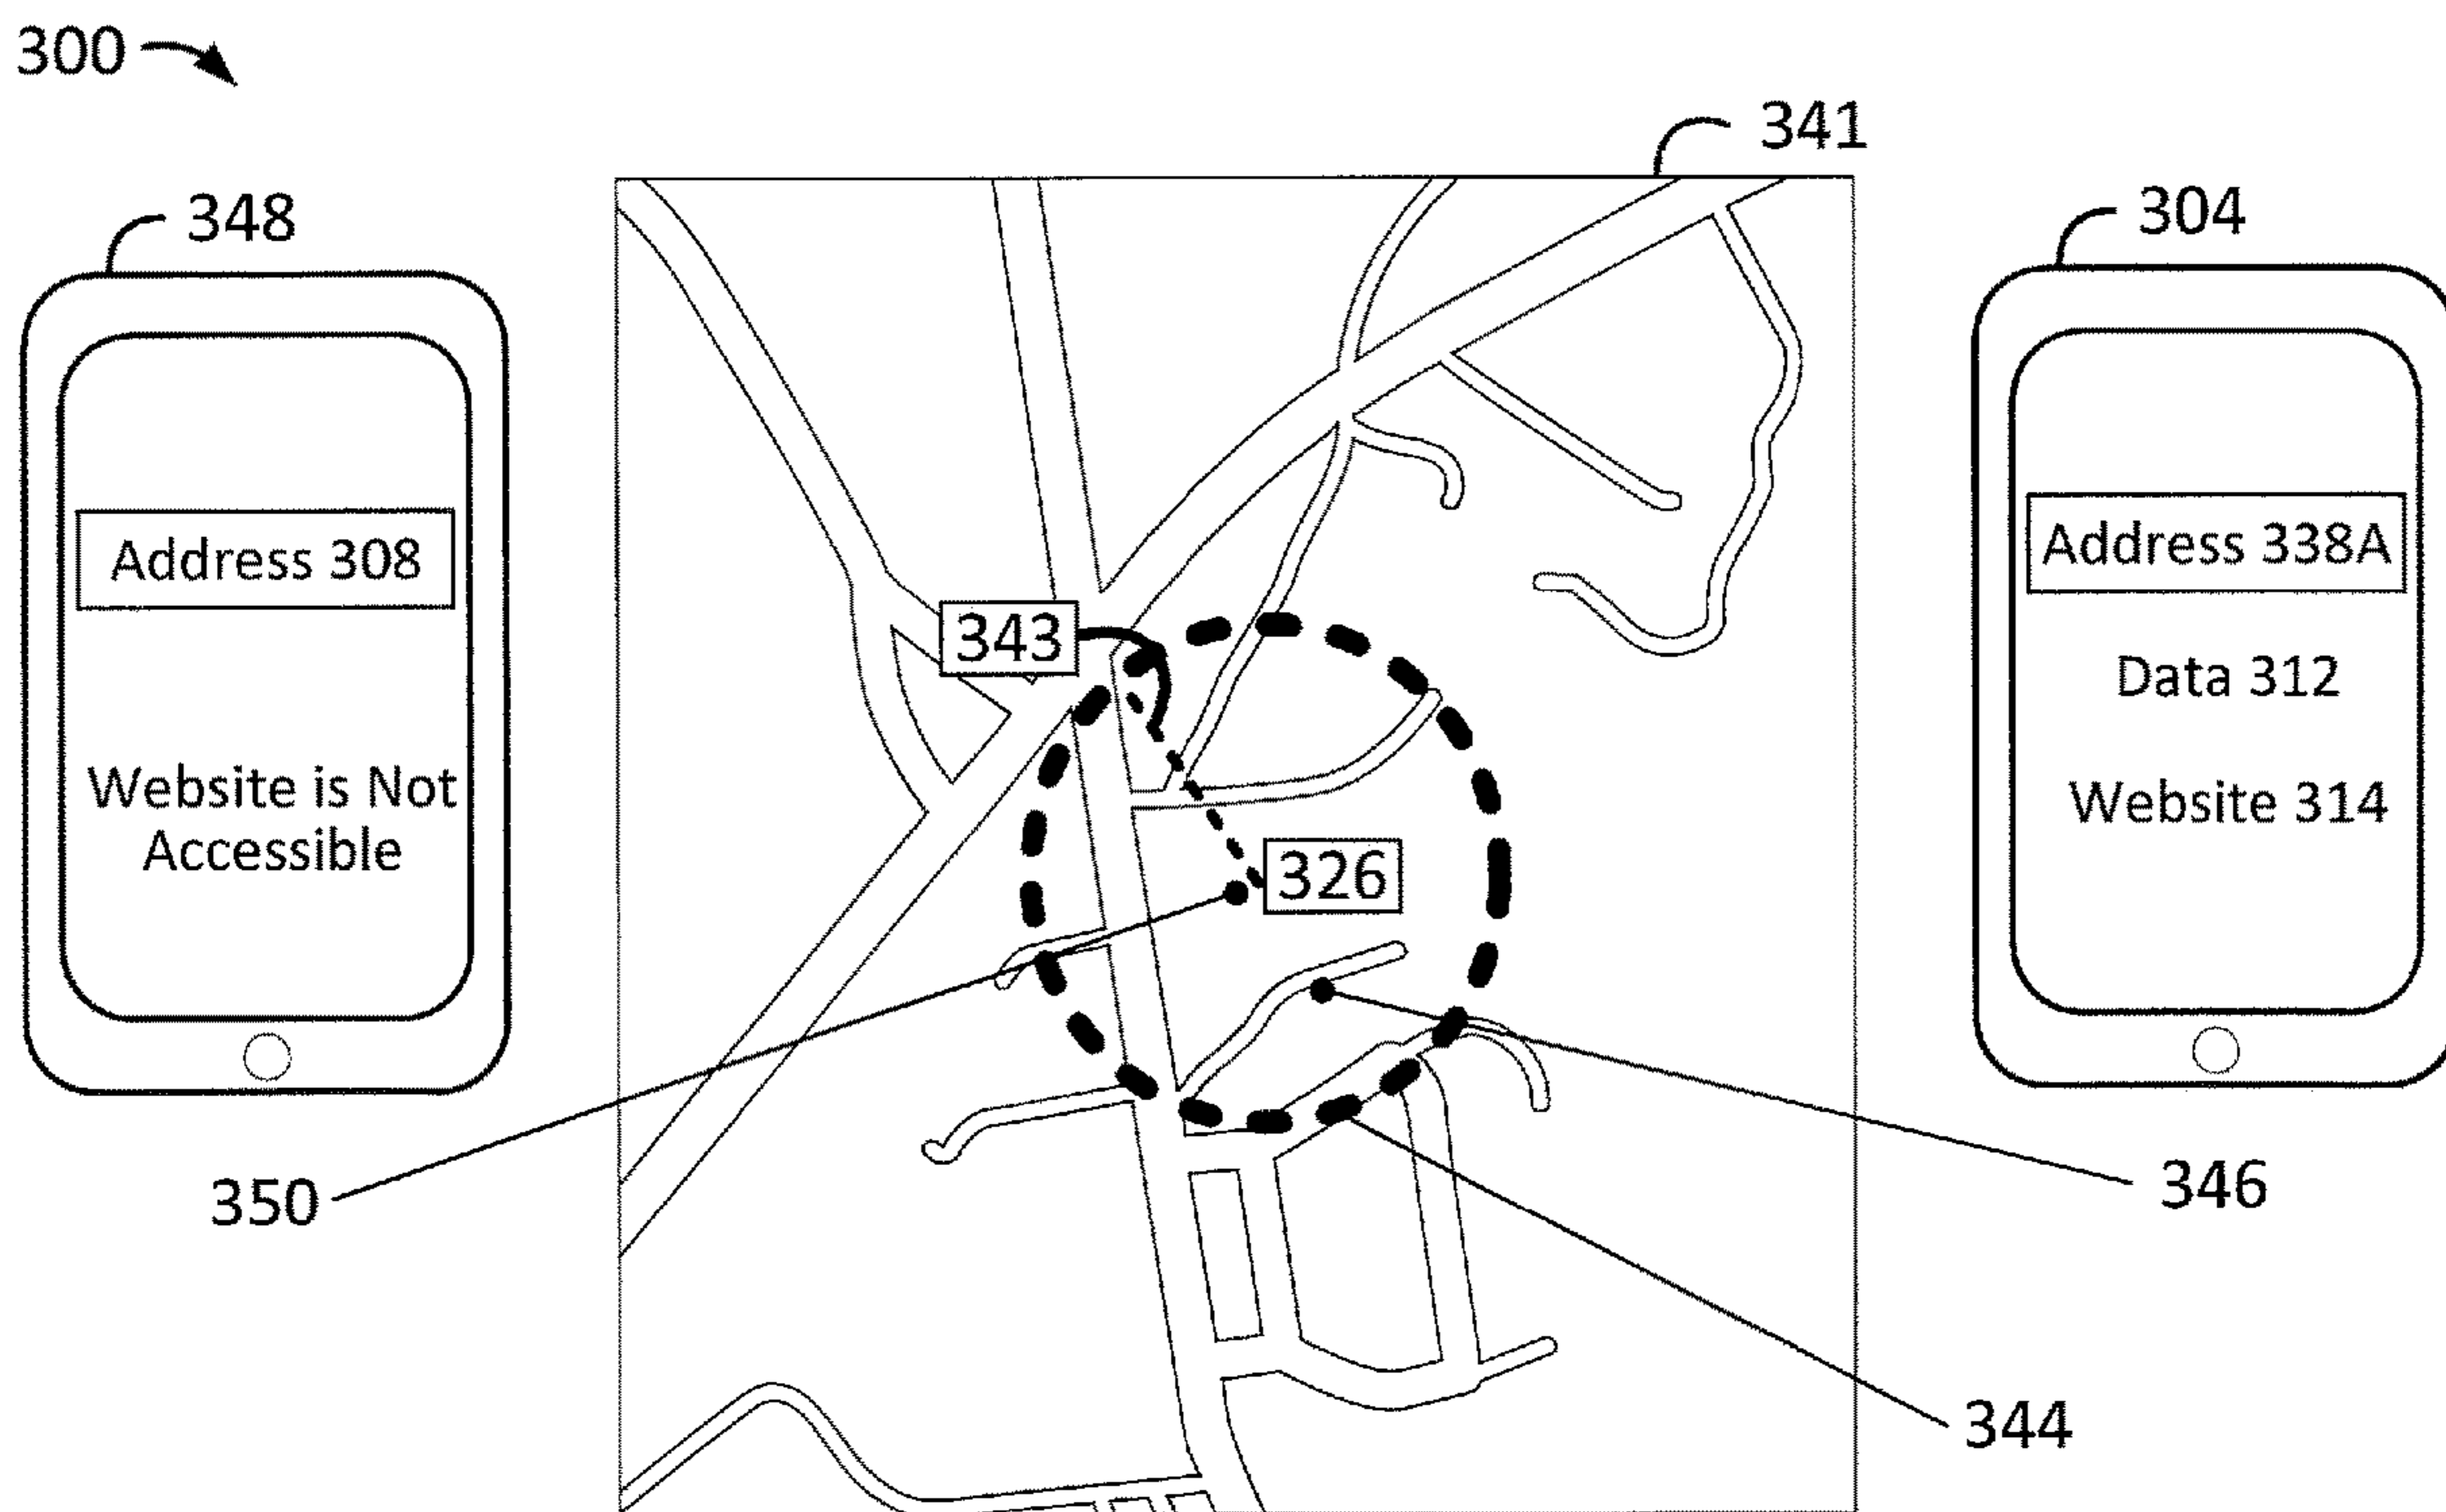 300
341
348
304
Address 308
Website is Not
Accessible
343
326
Address 338A
Data 312
Website 314
350
346
344